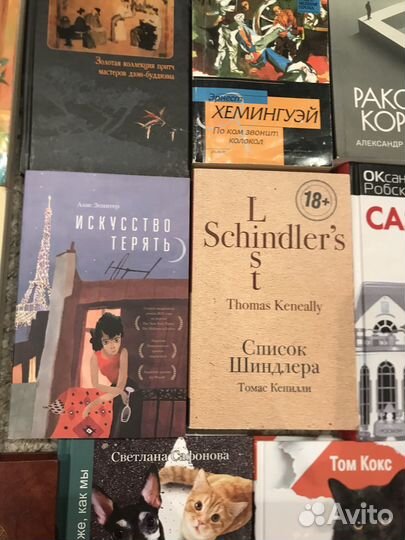 Золотая коллекция притч
мастеров дзэн-буддизма
Эрнест
ХЕМИНГУЭЙ
По ком звонит
колокол
РАКО
КОР
АЛЕКСАНДР
Алис Зенитер
ИСКУССТВО
ТЕРЯТЬ
18+
L
Schindler's
s
t
Thomas Keneally
Список
Шиндлера
Томас Кенилли
ОКсан
Робск
СА
же, как мы
Светлана Сафонова
Том Кокс
Avito